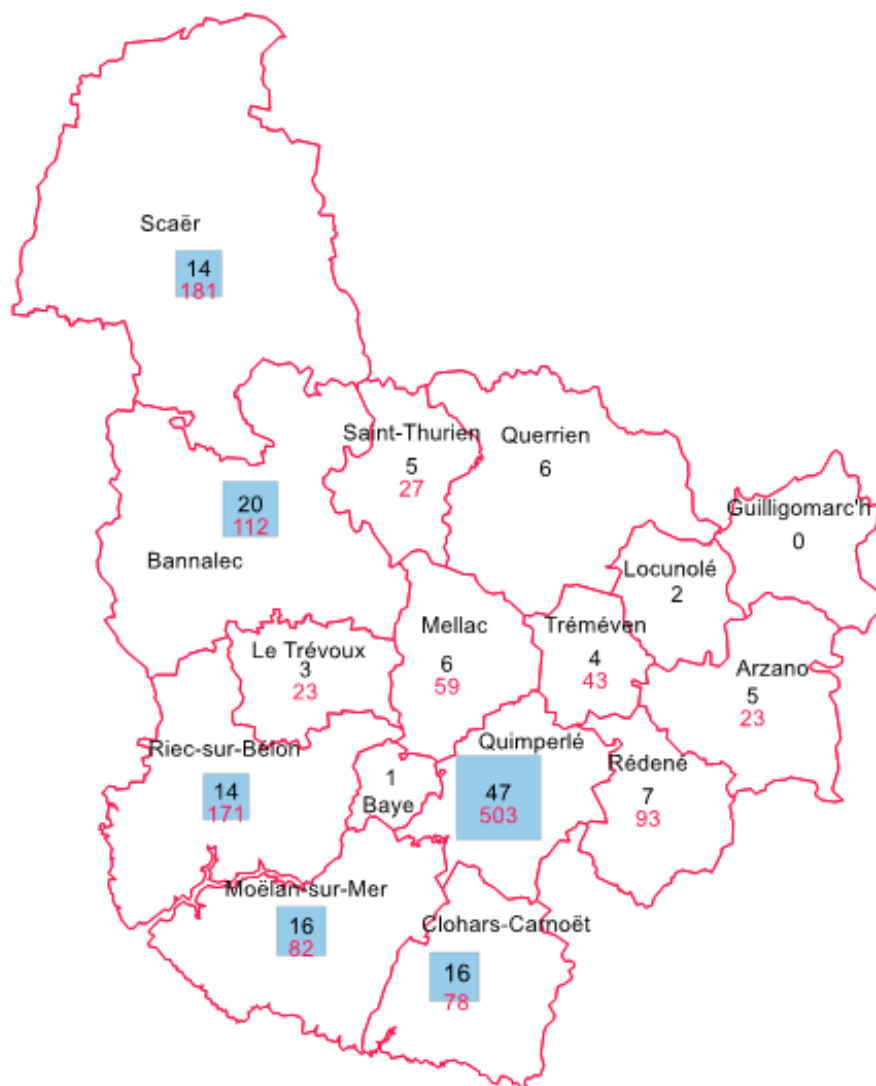 Scaër
14
181
Saint-Thurien
5
27
Querrien
6
20
112
Bannalec
Guilligomarc'h
0
Locunolé
2
Le Trévoux
3
23
Mellac
6
59
Tréméven
4
43
Arzano
5
23
Riec-sur-Bélon
14
171
1
Baye
Quimperlé
47
503
Rédené
7
93
Moëlan-sur-Mer
16
82
Clohars-Carnoët
16
78